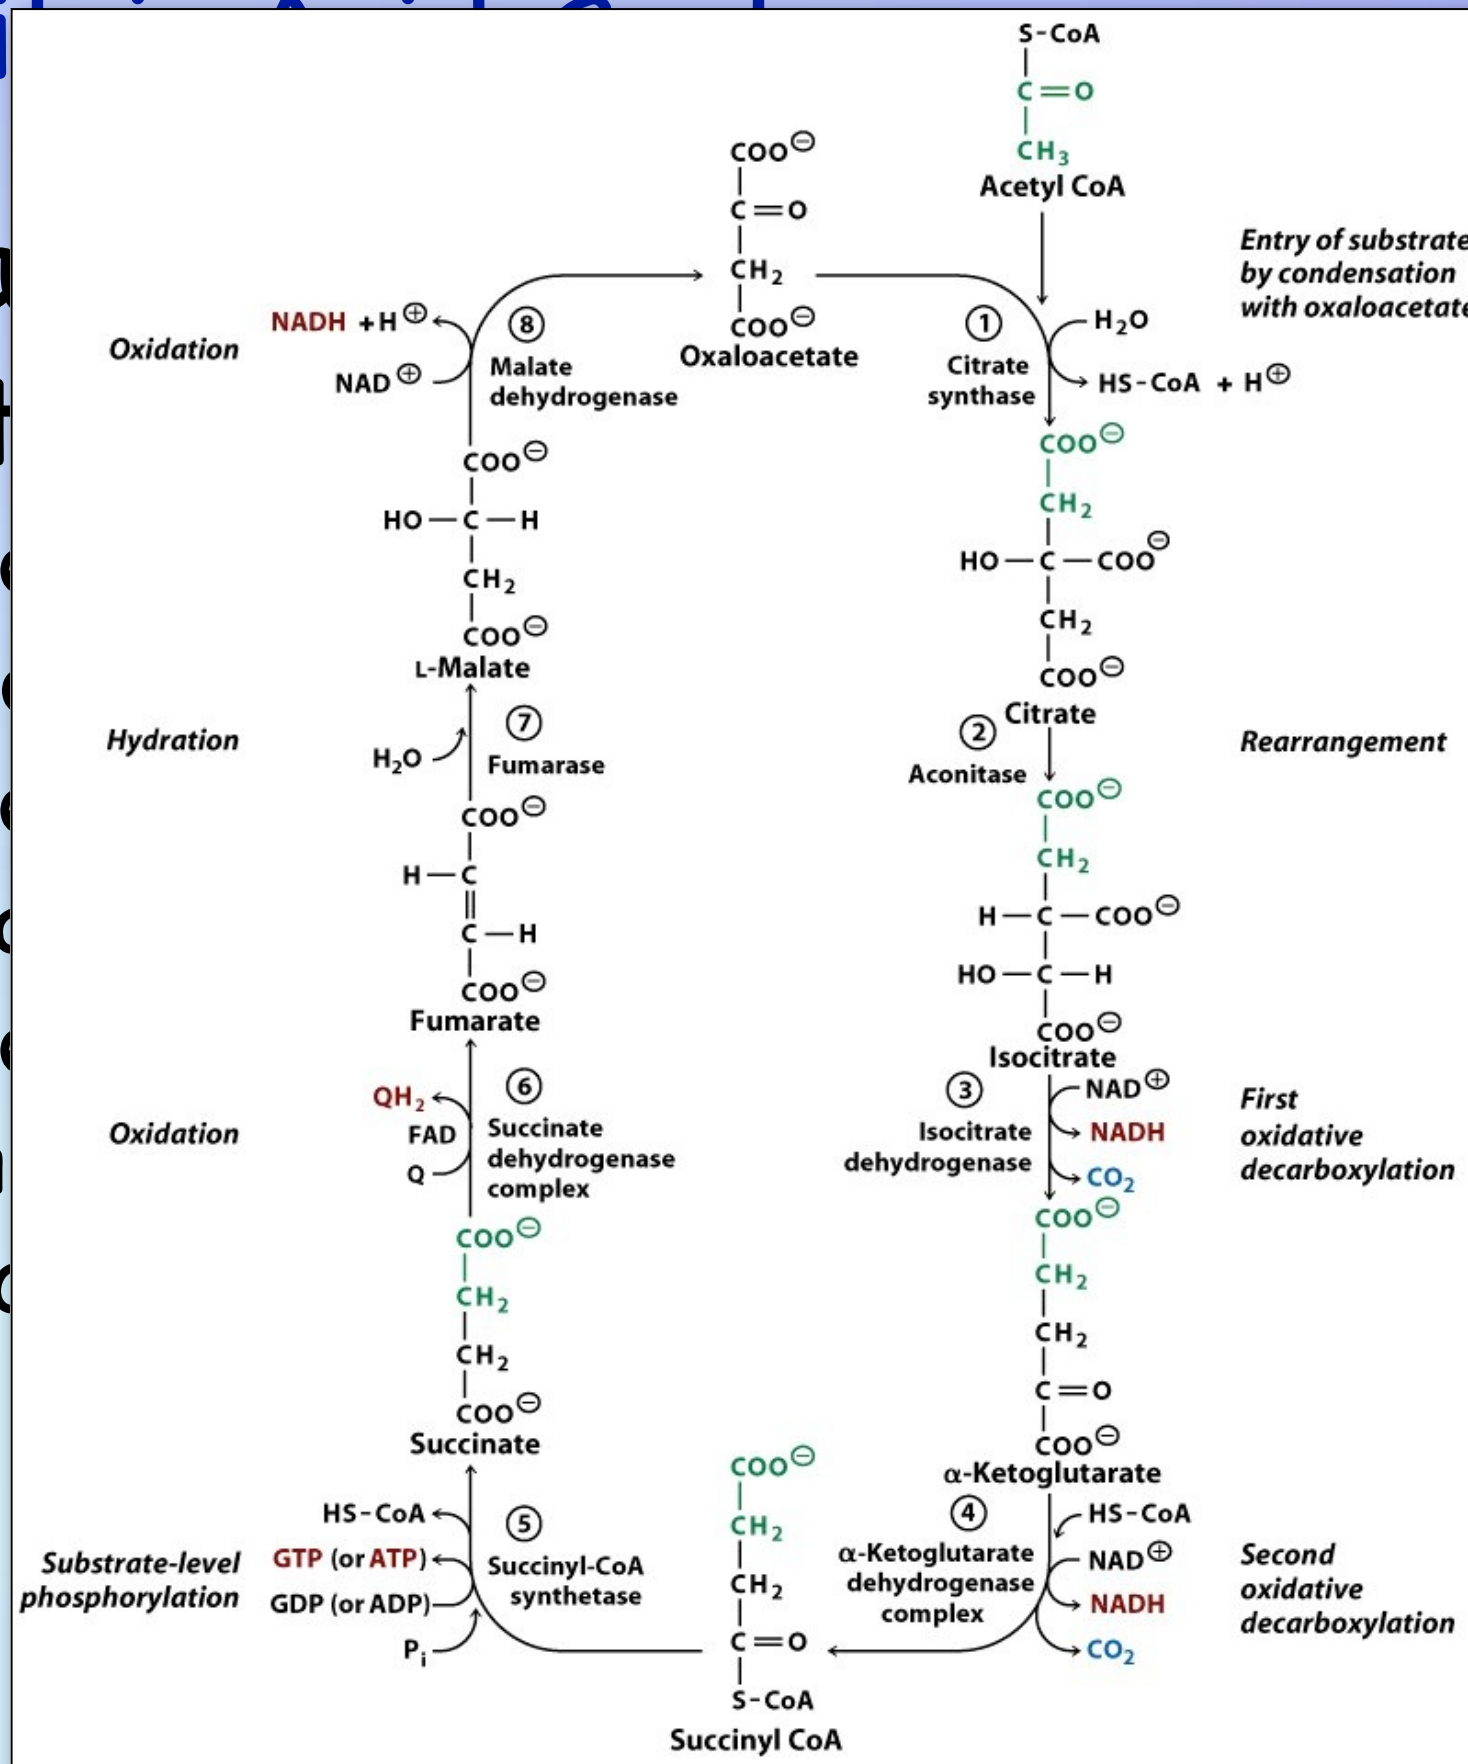 S-CoA
C=O
CH₃
Acetyl CoA
COO⊖
C=O
CH₂
COO⊖
Oxaloacetate
Entry of substrate
by condensation
with oxaloacetate
①
Citrate
synthase
H₂O
HS-CoA + H⊕
COO⊖
CH₂
HO—C—COO⊖
CH₂
COO⊖
Citrate
②
Aconitase
Rearrangement
COO⊖
CH₂
H—C—COO⊖
HO—C—H
COO⊖
Isocitrate
③
Isocitrate
dehydrogenase
NAD⊕
NADH
CO₂
First
oxidative
decarboxylation
COO⊖
CH₂
CH₂
C=O
COO⊖
α-Ketoglutarate
④
α-Ketoglutarate
dehydrogenase
complex
HS-CoA
NAD⊕
NADH
CO₂
Second
oxidative
decarboxylation
COO⊖
CH₂
CH₂
C=O
S-CoA
Succinyl CoA
⑤
Succinyl-CoA
synthetase
HS-CoA
GTP (or ATP)
GDP (or ADP)
Pᵢ
Substrate-level
phosphorylation
COO⊖
CH₂
CH₂
COO⊖
Succinate
⑥
Succinate
dehydrogenase
complex
QH₂
FAD
Q
Oxidation
COO⊖
H—C
C—H
COO⊖
Fumarate
⑦
Fumarase
H₂O
Hydration
COO⊖
HO—C—H
CH₂
COO⊖
L-Malate
⑧
Malate
dehydrogenase
NADH + H⊕
NAD⊕
Oxidation